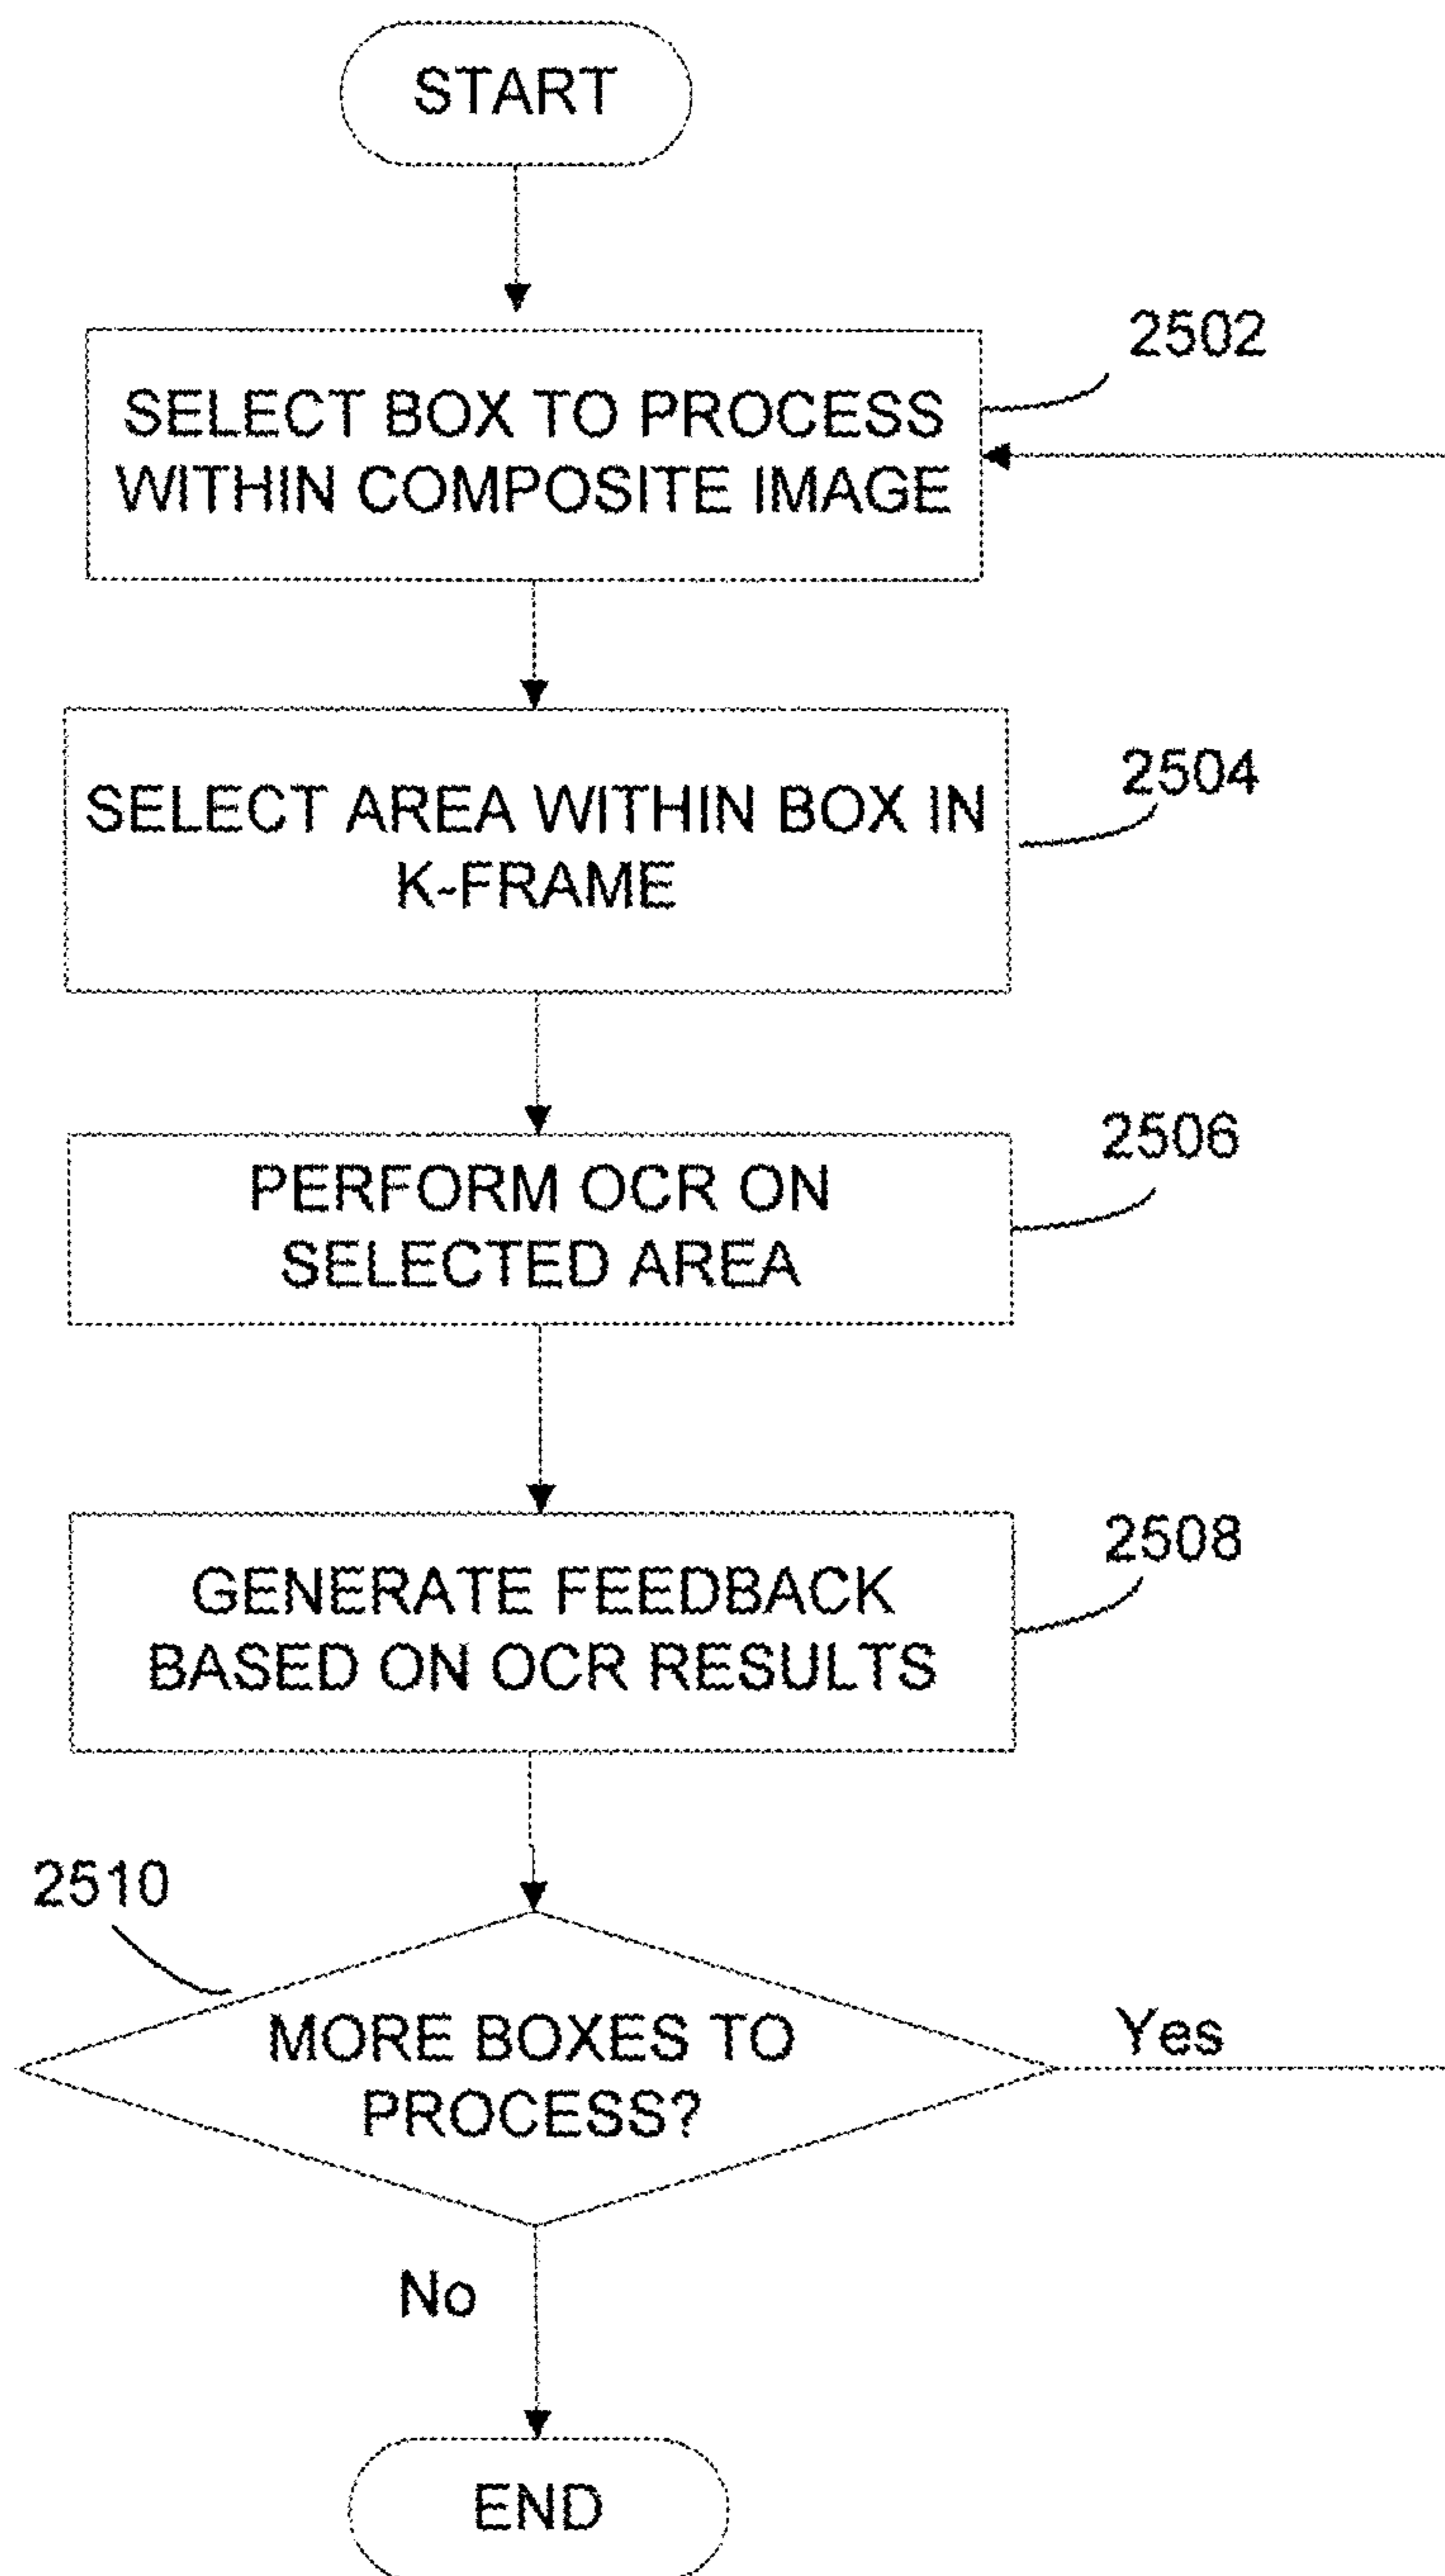 START
2502
SELECT BOX TO PROCESS
WITHIN COMPOSITE IMAGE
2504
SELECT AREA WITHIN BOX IN
K-FRAME
2506
PERFORM OCR ON
SELECTED AREA
2508
GENERATE FEEDBACK
BASED ON OCR RESULTS
2510
MORE BOXES TO
PROCESS?
Yes
No
END